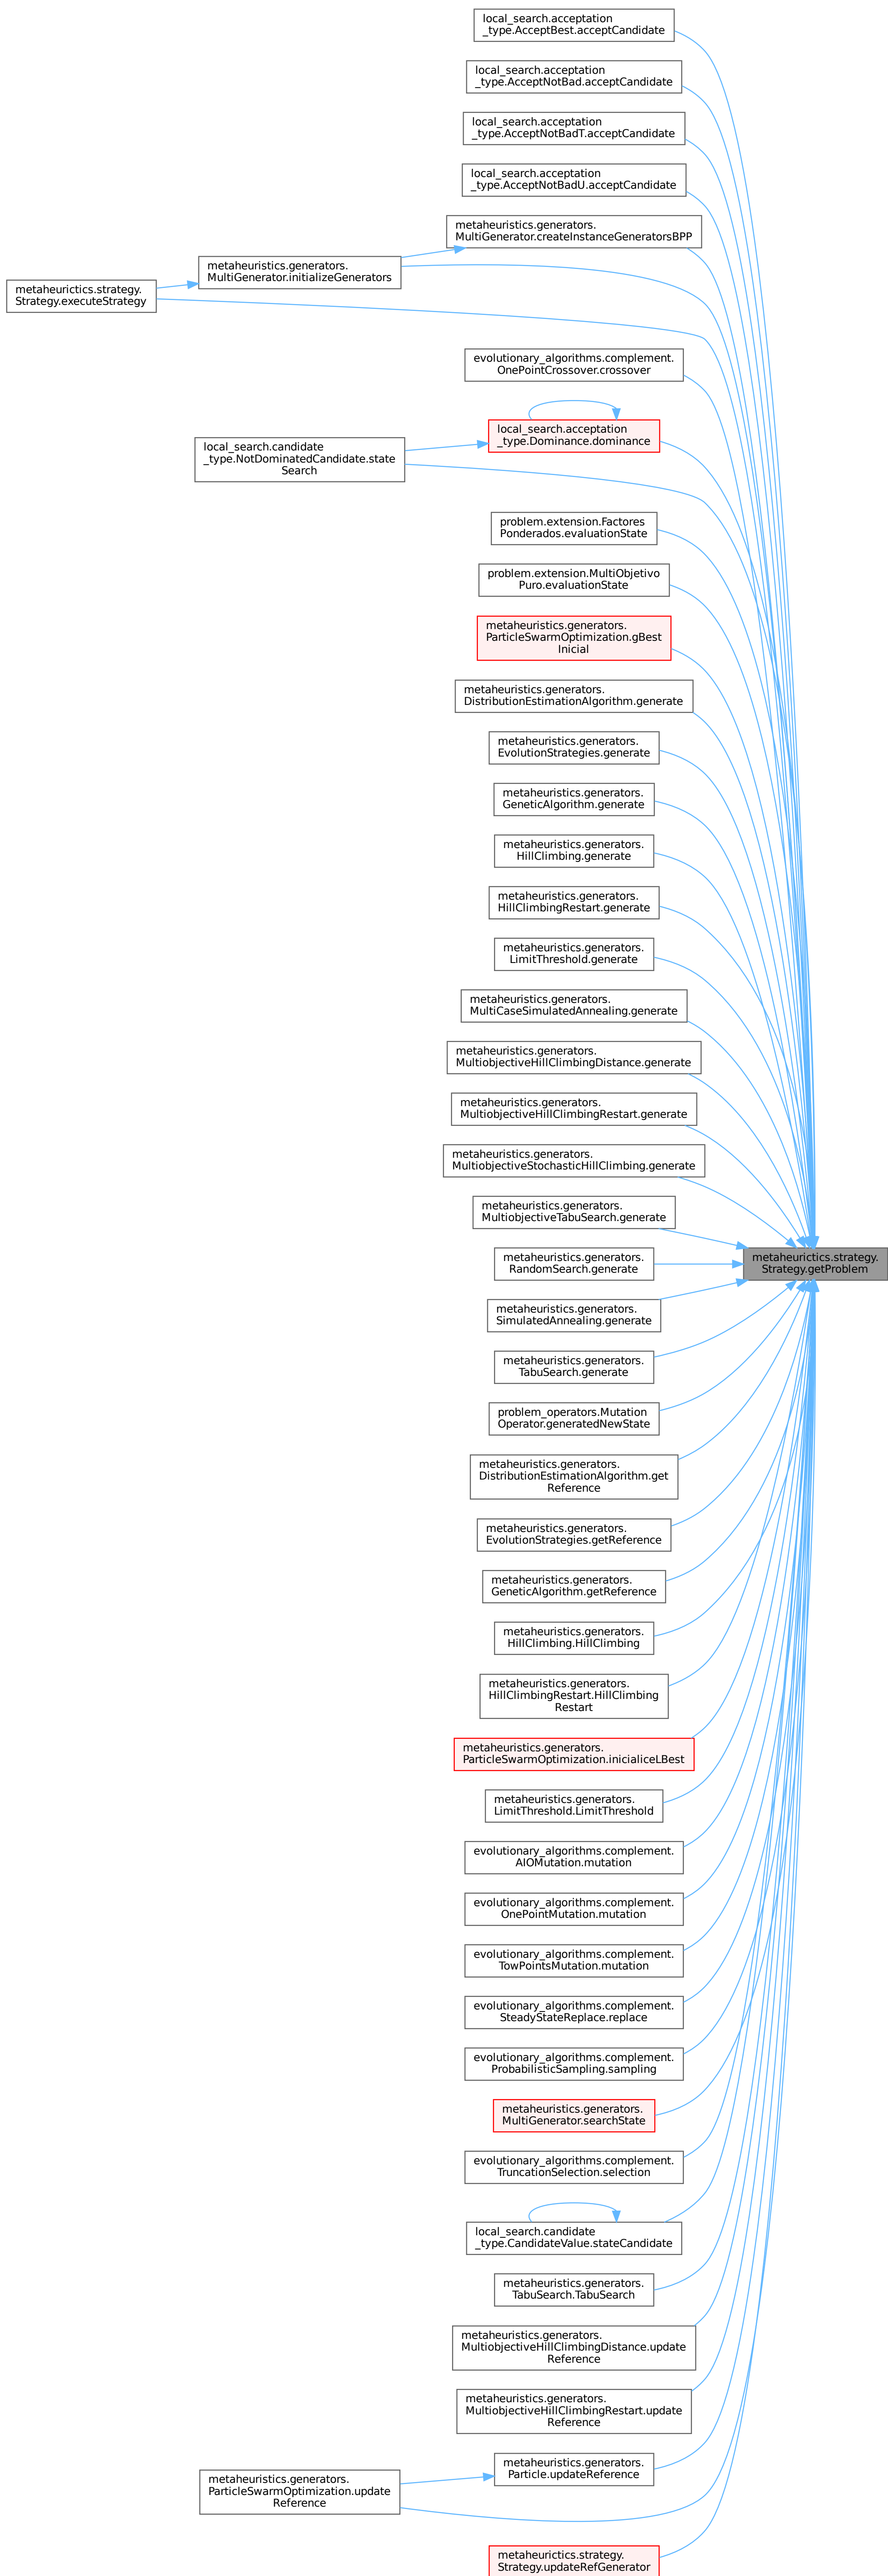 local_search.acceptation
_type.AcceptBest.acceptCandidate
local_search.acceptation
_type.AcceptNotBad.acceptCandidate
local_search.acceptation
_type.AcceptNotBadT.acceptCandidate
local_search.acceptation
_type.AcceptNotBadU.acceptCandidate
metaheuristics.generators.
MultiGenerator.createInstanceGeneratorsBPP
metaheuristics.generators.
MultiGenerator.initializeGenerators
metaheurictics.strategy.
Strategy.executeStrategy
evolutionary_algorithms.complement.
OnePointCrossover.crossover
local_search.acceptation
_type.Dominance.dominance
local_search.candidate
_type.NotDominatedCandidate.state
Search
problem.extension.Factores
Ponderados.evaluationState
problem.extension.MultiObjetivo
Puro.evaluationState
metaheuristics.generators.
ParticleSwarmOptimization.gBest
Inicial
metaheuristics.generators.
DistributionEstimationAlgorithm.generate
metaheuristics.generators.
EvolutionStrategies.generate
metaheuristics.generators.
GeneticAlgorithm.generate
metaheuristics.generators.
HillClimbing.generate
metaheuristics.generators.
HillClimbingRestart.generate
metaheuristics.generators.
LimitThreshold.generate
metaheuristics.generators.
MultiCaseSimulatedAnnealing.generate
metaheuristics.generators.
MultiobjectiveHillClimbingDistance.generate
metaheuristics.generators.
MultiobjectiveHillClimbingRestart.generate
metaheuristics.generators.
MultiobjectiveStochasticHillClimbing.generate
metaheuristics.generators.
MultiobjectiveTabuSearch.generate
metaheurictics.strategy.
Strategy.getProblem
metaheuristics.generators.
RandomSearch.generate
metaheuristics.generators.
SimulatedAnnealing.generate
metaheuristics.generators.
TabuSearch.generate
problem_operators.Mutation
Operator.generatedNewState
metaheuristics.generators.
DistributionEstimationAlgorithm.get
Reference
metaheuristics.generators.
EvolutionStrategies.getReference
metaheuristics.generators.
GeneticAlgorithm.getReference
metaheuristics.generators.
HillClimbing.HillClimbing
metaheuristics.generators.
HillClimbingRestart.HillClimbing
Restart
metaheuristics.generators.
ParticleSwarmOptimization.inicialiceLBest
metaheuristics.generators.
LimitThreshold.LimitThreshold
evolutionary_algorithms.complement.
AIOMutation.mutation
evolutionary_algorithms.complement.
OnePointMutation.mutation
evolutionary_algorithms.complement.
TowPointsMutation.mutation
evolutionary_algorithms.complement.
SteadyStateReplace.replace
evolutionary_algorithms.complement.
ProbabilisticSampling.sampling
metaheuristics.generators.
MultiGenerator.searchState
evolutionary_algorithms.complement.
TruncationSelection.selection
local_search.candidate
_type.CandidateValue.stateCandidate
metaheuristics.generators.
TabuSearch.TabuSearch
metaheuristics.generators.
MultiobjectiveHillClimbingDistance.update
Reference
metaheuristics.generators.
MultiobjectiveHillClimbingRestart.update
Reference
metaheuristics.generators.
Particle.updateReference
metaheuristics.generators.
ParticleSwarmOptimization.update
Reference
metaheurictics.strategy.
Strategy.updateRefGenerator